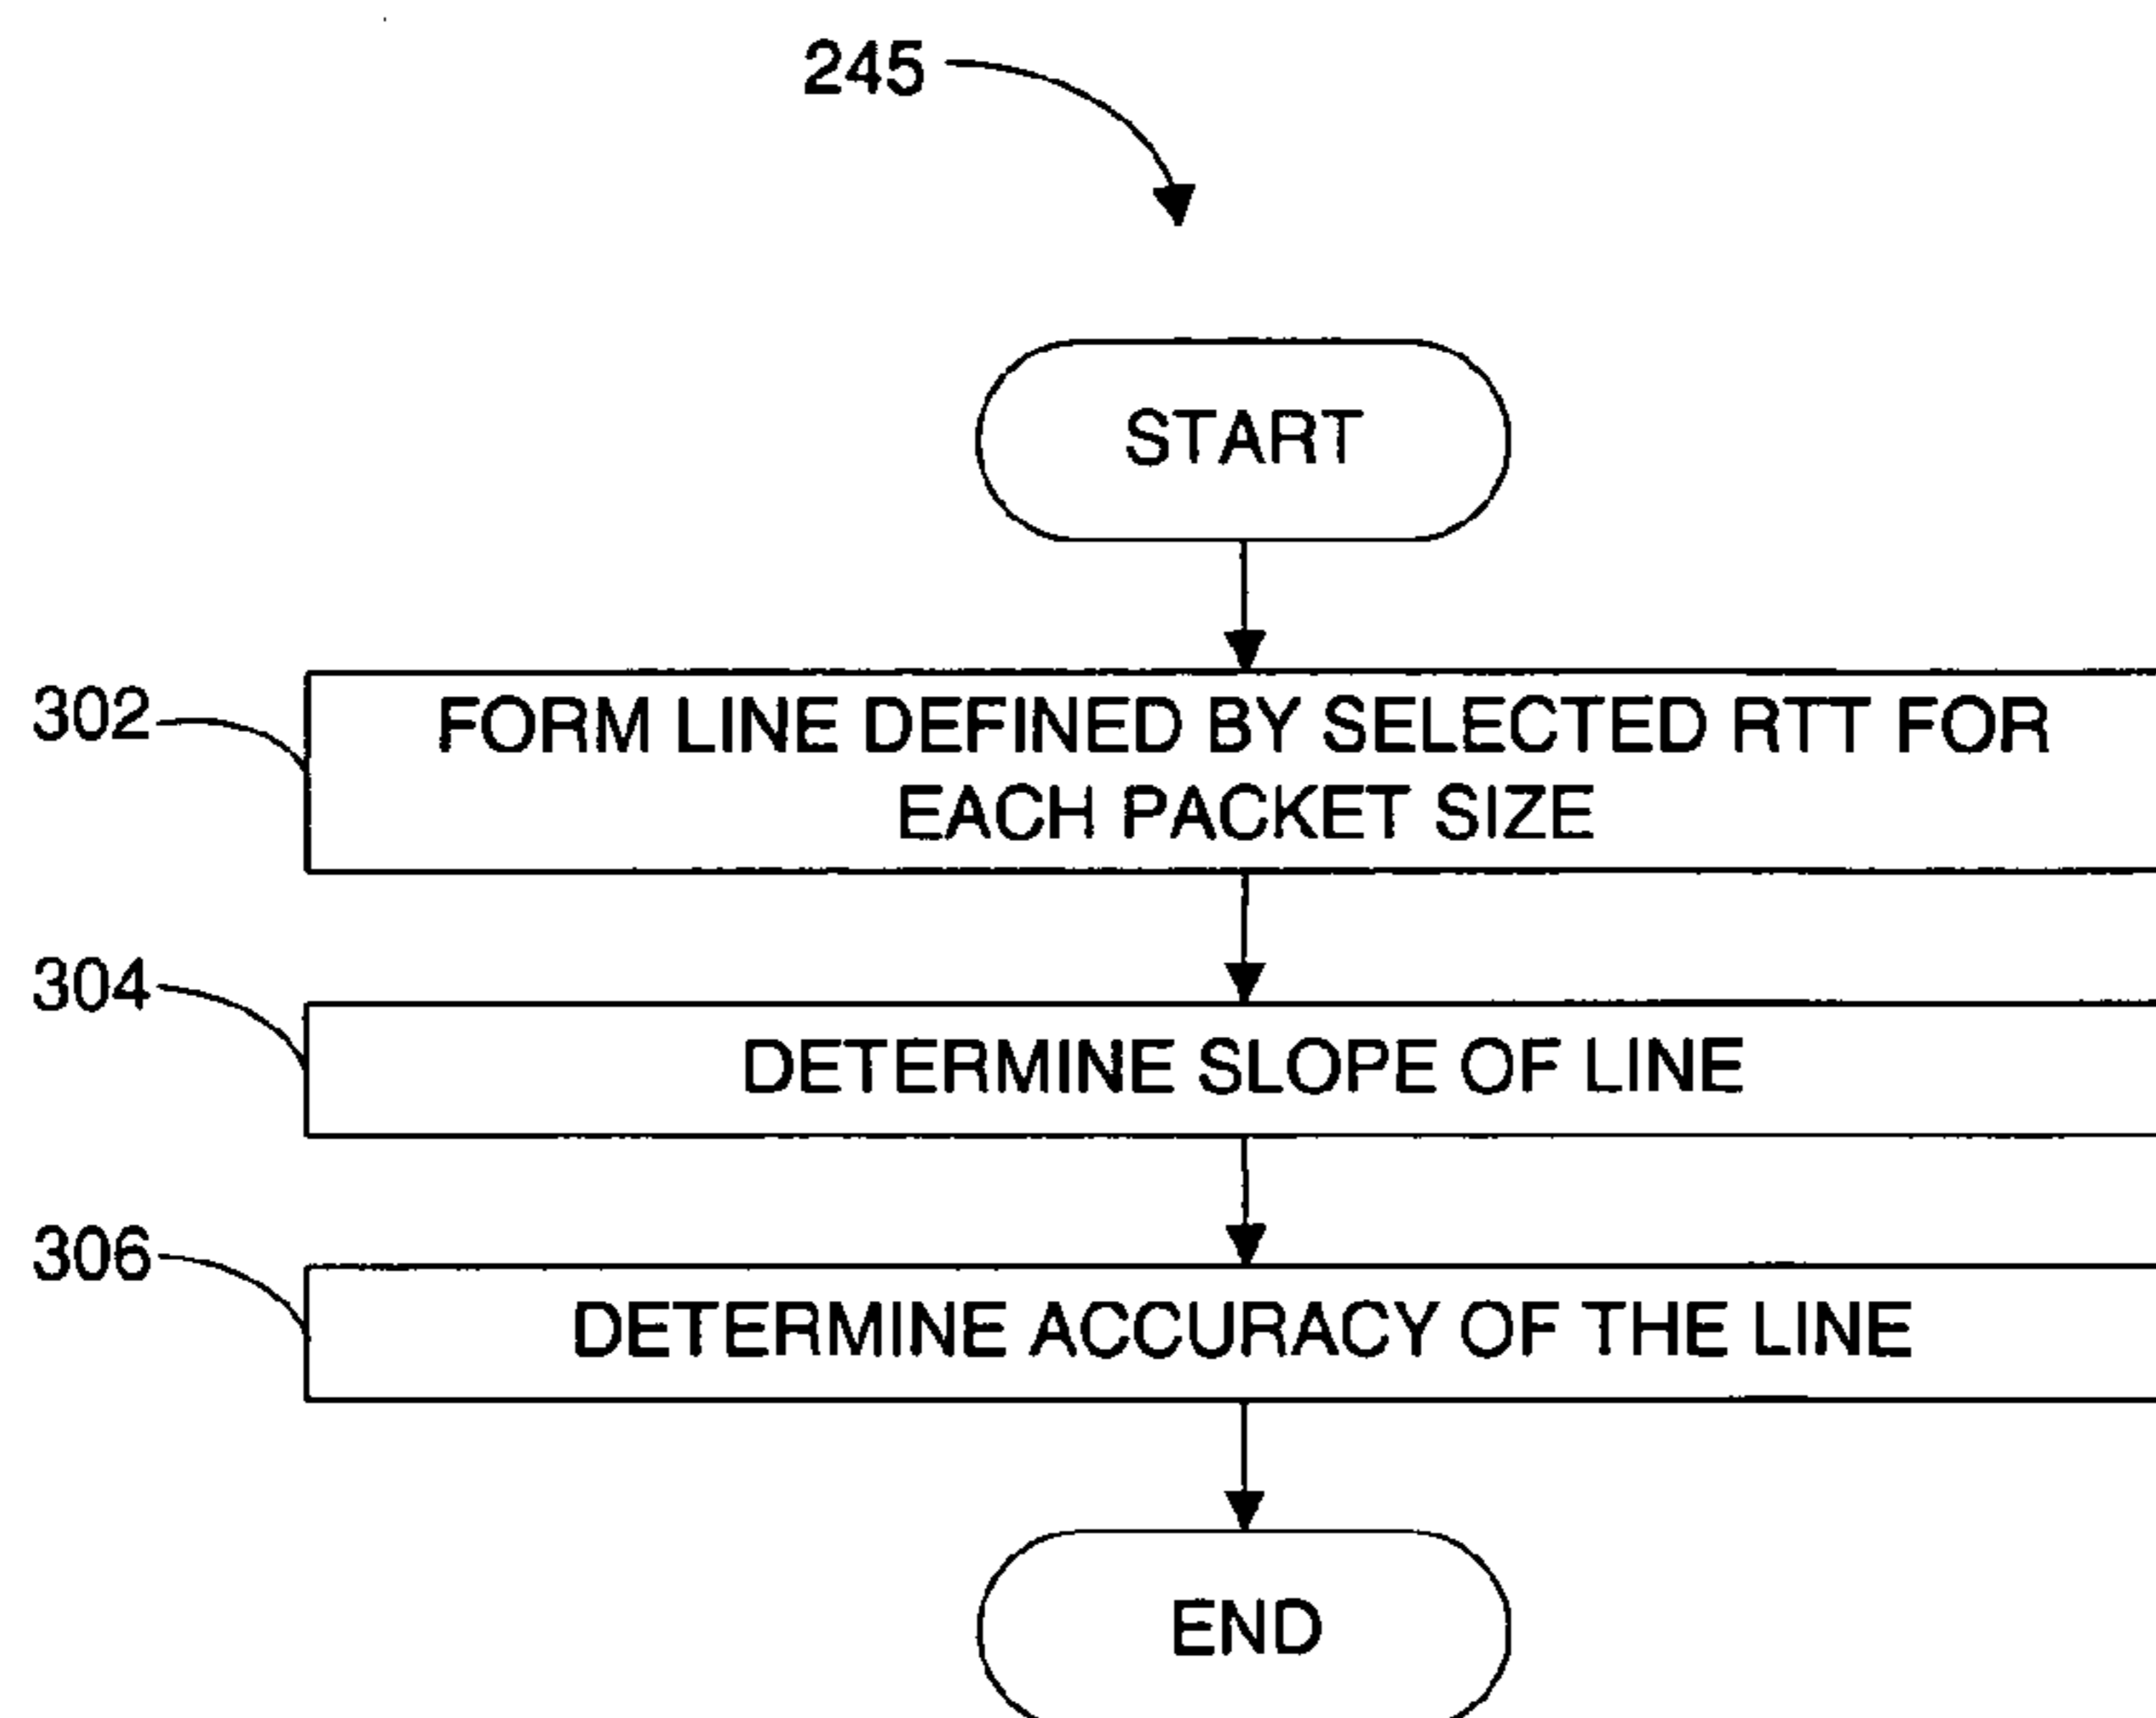 245
START
302
FORM LINE DEFINED BY SELECTED RTT FOR
EACH PACKET SIZE
304
DETERMINE SLOPE OF LINE
306
DETERMINE ACCURACY OF THE LINE
END